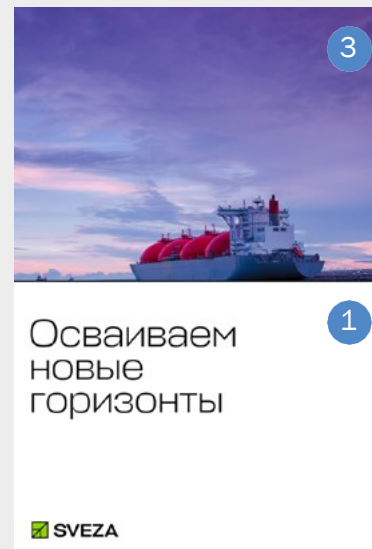 3
Осваиваем
1
новые
горизонты
SVEZA